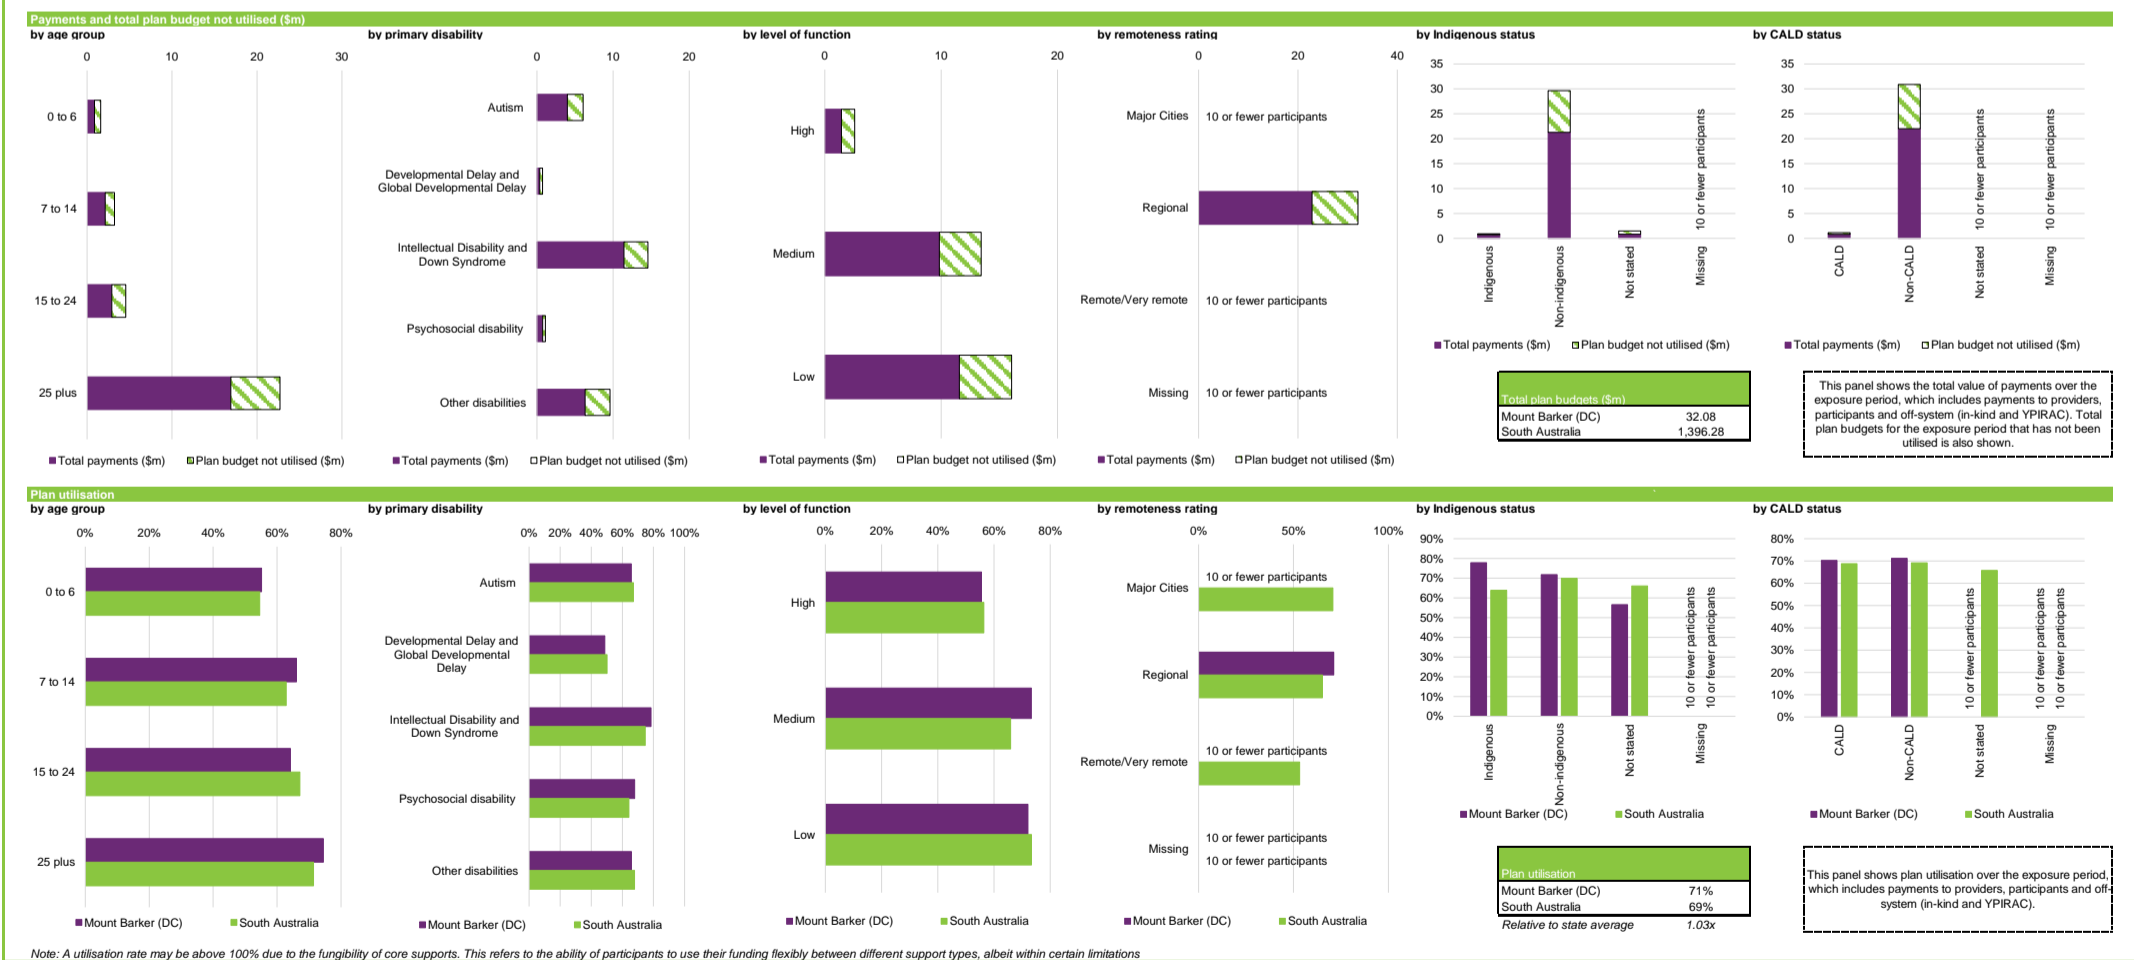 Payments and total plan budget not utilised ($m)
by age group
0 10 20 30
0 to 6
7 to 14
15 to 24
25 plus
Total payments ($m) Plan budget not utilised ($m)
by primary disability
0 10 20
Autism
Developmental Delay and
Global Developmental Delay
Intellectual Disability and
Down Syndrome
Psychosocial disability
Other disabilities
Total payments ($m) Plan budget not utilised ($m)
by level of function
0 10 20
High
Medium
Low
Total payments ($m) Plan budget not utilised ($m)
by remoteness rating
0 20 40
Major Cities 10 or fewer participants
Regional
Remote/Very remote 10 or fewer participants
Missing 10 or fewer participants
Total payments ($m) Plan budget not utilised ($m)
by Indigenous status
35
30
25
20
15
10
5
0
10 or fewer participants
Indigenous
Non-indigenous
Not stated
Missing
Total payments ($m) Plan budget not utilised ($m)
by CALD status
35
30
25
20
15
10
5
0
10 or fewer participants
10 or fewer participants
CALD
Non-CALD
Not stated
Missing
Total payments ($m) Plan budget not utilised ($m)
Total plan budgets ($m)
Mount Barker (DC) 32.08
South Australia 1,396.28
This panel shows the total value of payments over the
exposure period, which includes payments to providers,
participants and off-system (in-kind and YPIRAC). Total
plan budgets for the exposure period that has not been
utilised is also shown.
Plan utilisation
by age group
0% 20% 40% 60% 80%
0 to 6
7 to 14
15 to 24
25 plus
Mount Barker (DC) South Australia
by primary disability
0% 20% 40% 60% 80% 100%
Autism
Developmental Delay and
Global Developmental
Delay
Intellectual Disability and
Down Syndrome
Psychosocial disability
Other disabilities
Mount Barker (DC) South Australia
by level of function
0% 20% 40% 60% 80%
High
Medium
Low
Mount Barker (DC) South Australia
by remoteness rating
0% 50% 100%
10 or fewer participants
Major Cities
Regional
10 or fewer participants
Remote/Very remote
10 or fewer participants
Missing
10 or fewer participants
Mount Barker (DC) South Australia
by Indigenous status
90%
80%
70%
60%
50%
40%
30%
20%
10%
0%
10 or fewer participants
10 or fewer participants
Indigenous
Non-indigenous
Not stated
Missing
Mount Barker (DC) South Australia
by CALD status
80%
70%
60%
50%
40%
30%
20%
10%
0%
10 or fewer participants
10 or fewer participants
10 or fewer participants
CALD
Non-CALD
Not stated
Missing
Mount Barker (DC) South Australia
Plan utilisation
Mount Barker (DC) 71%
South Australia 69%
Relative to state average 1.03x
This panel shows plan utilisation over the exposure period,
which includes payments to providers, participants and off-
system (in-kind and YPIRAC).
Note: A utilisation rate may be above 100% due to the fungibility of core supports. This refers to the ability of participants to use their funding flexibly between different support types, albeit within certain limitations